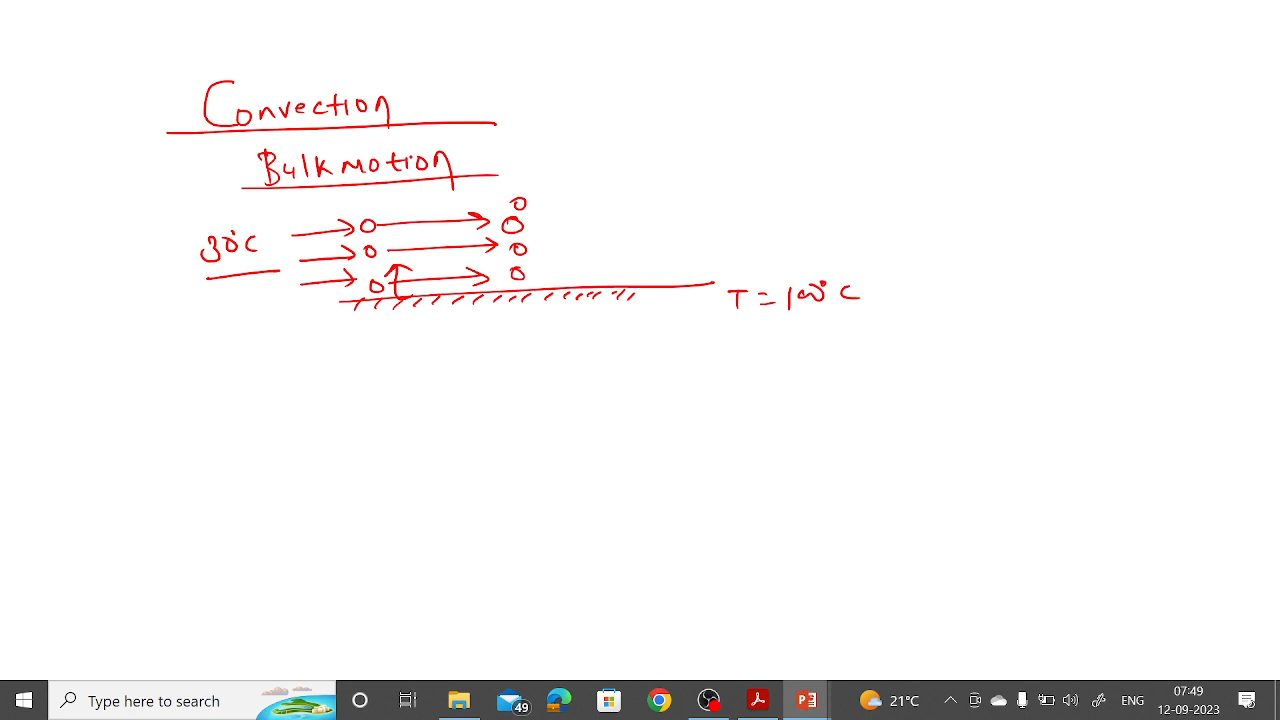 Convection
Bulk motion
30°C
T = 100°C
Type here to search
49
21°C
ENG
07:49
12-09-2023